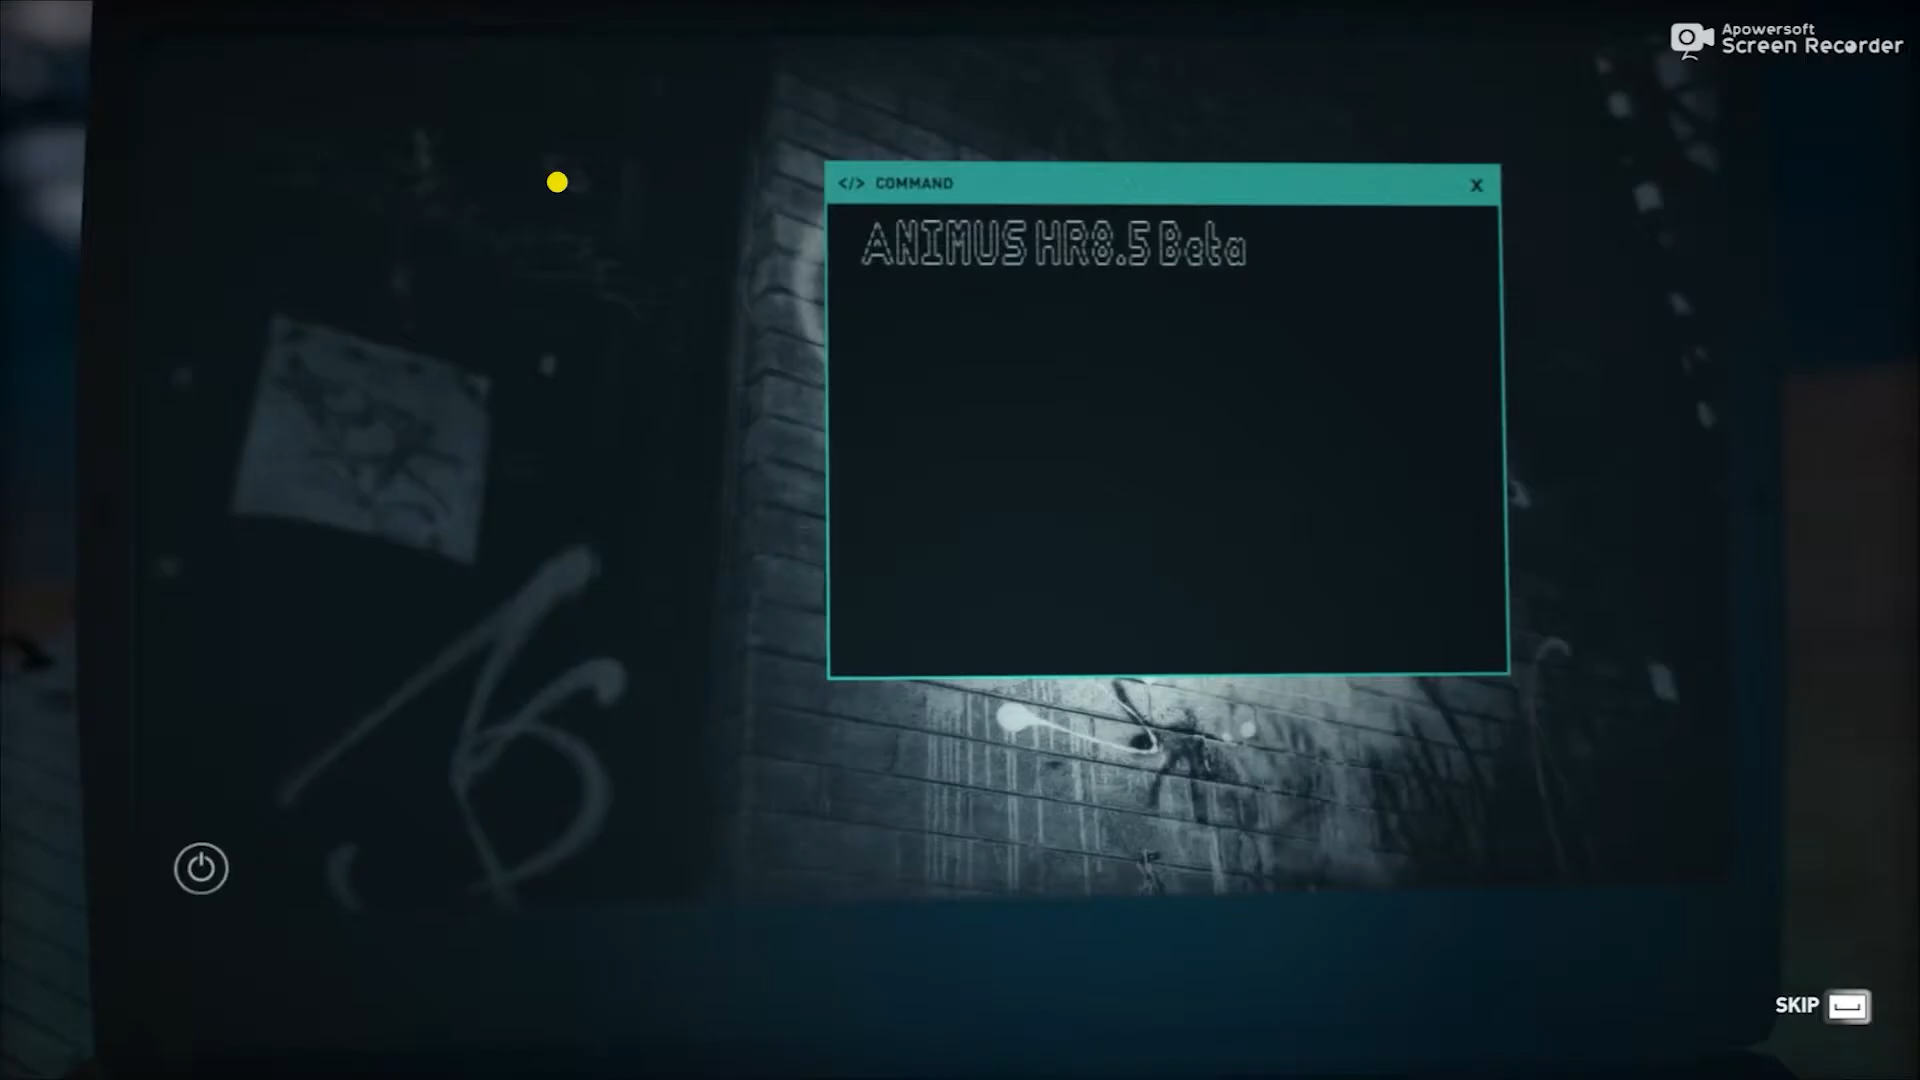 Apowersoft
Screen Recorder
</> COMMAND X
ANIMUS HR8.5 Beta
SKIP